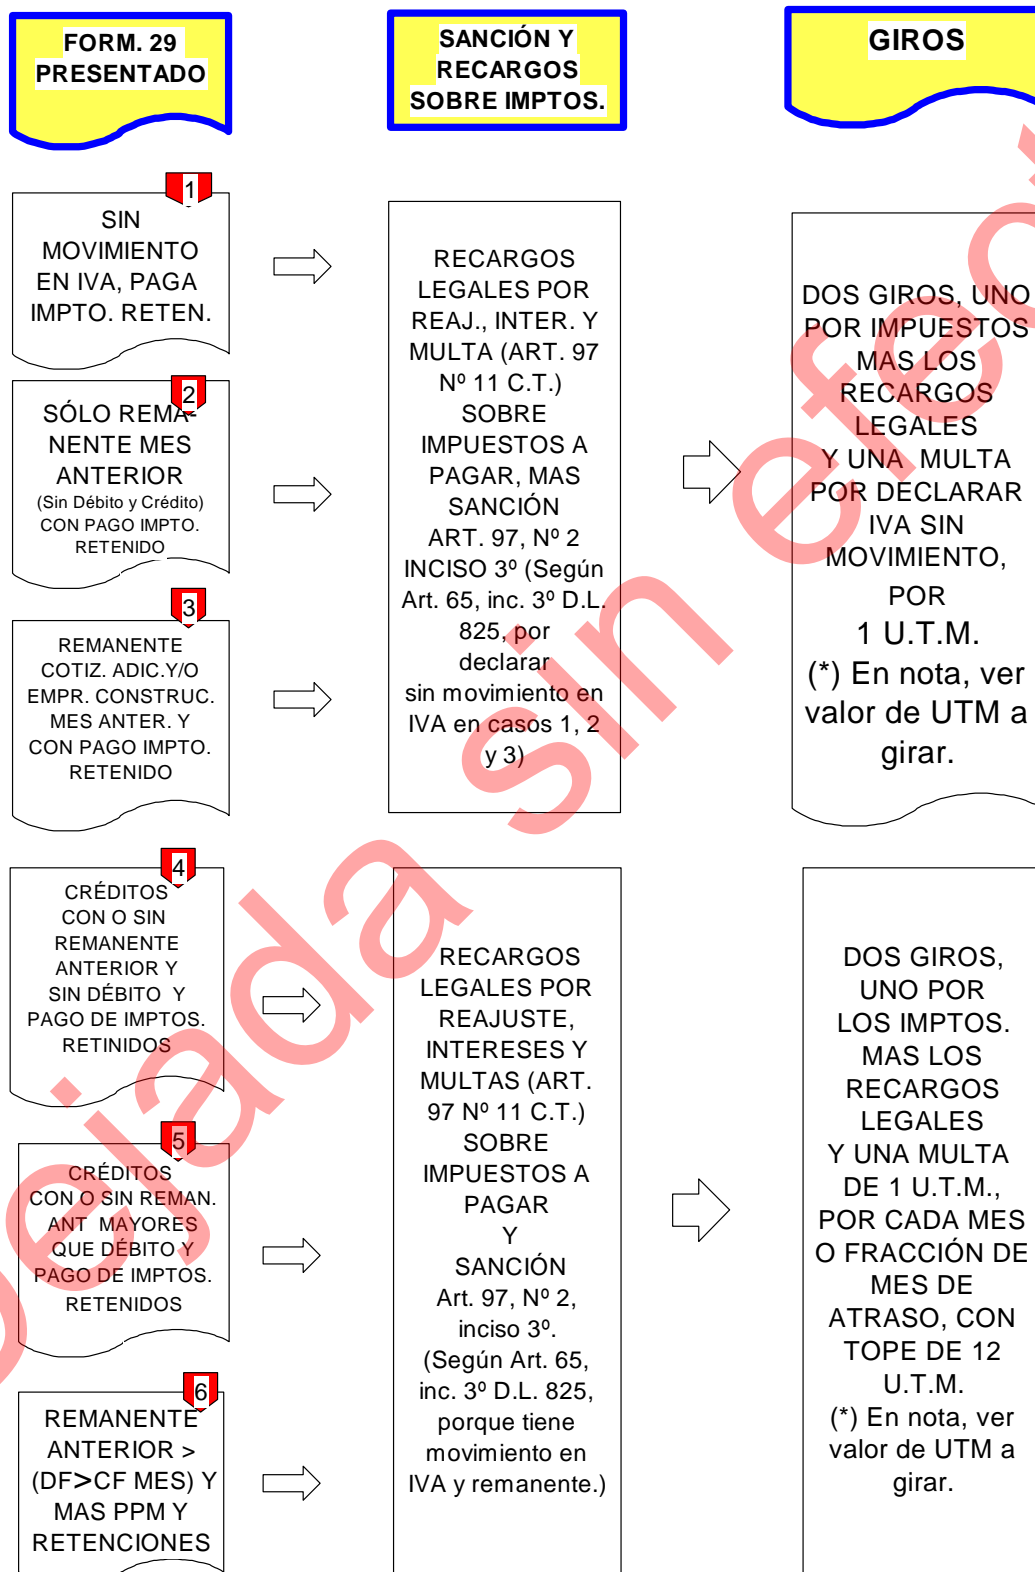 FORM. 29
PRESENTADO
SANCIÓN Y
RECARGOS
SOBRE IMPTOS.
GIROS
1
SIN
MOVIMIENTO
EN IVA, PAGA
IMPTO. RETEN.
2
SÓLO REMA-
NENTE MES
ANTERIOR
(Sin Débito y Crédito)
CON PAGO IMPTO.
RETENIDO
3
REMANENTE
COTIZ. ADIC.Y/O
EMPR. CONSTRUC.
MES ANTER. Y
CON PAGO IMPTO.
RETENIDO
RECARGOS
LEGALES POR
REAJ., INTER. Y
MULTA (ART. 97
Nº 11 C.T.)
SOBRE
IMPUESTOS A
PAGAR, MAS
SANCIÓN
ART. 97, Nº 2
INCISO 3º (Según
Art. 65, inc. 3º D.L.
825, por
declarar
sin movimiento en
IVA en casos 1, 2
y 3)
DOS GIROS, UNO
POR IMPUESTOS
MAS LOS
RECARGOS
LEGALES
Y UNA MULTA
POR DECLARAR
IVA SIN
MOVIMIENTO,
POR
1 U.T.M.
(*) En nota, ver
valor de UTM a
girar.
4
CRÉDITOS
CON O SIN
REMANENTE
ANTERIOR Y
SIN DÉBITO Y
PAGO DE IMPTOS.
RETINIDOS
5
CRÉDITOS
CON O SIN REMAN.
ANT MAYORES
QUE DÉBITO Y
PAGO DE IMPTOS.
RETENIDOS
6
REMANENTE
ANTERIOR >
(DF>CF MES) Y
MAS PPM Y
RETENCIONES
RECARGOS
LEGALES POR
REAJUSTE,
INTERESES Y
MULTAS (ART.
97 Nº 11 C.T.)
SOBRE
IMPUESTOS A
PAGAR
Y
SANCIÓN
Art. 97, Nº 2,
inciso 3º.
(Según Art. 65,
inc. 3º D.L. 825,
porque tiene
movimiento en
IVA y remanente.)
DOS GIROS,
UNO POR
LOS IMPTOS.
MAS LOS
RECARGOS
LEGALES
Y UNA MULTA
DE 1 U.T.M.,
POR CADA MES
O FRACCIÓN DE
MES DE
ATRASO, CON
TOPE DE 12
U.T.M.
(*) En nota, ver
valor de UTM a
girar.
ejada sin efect